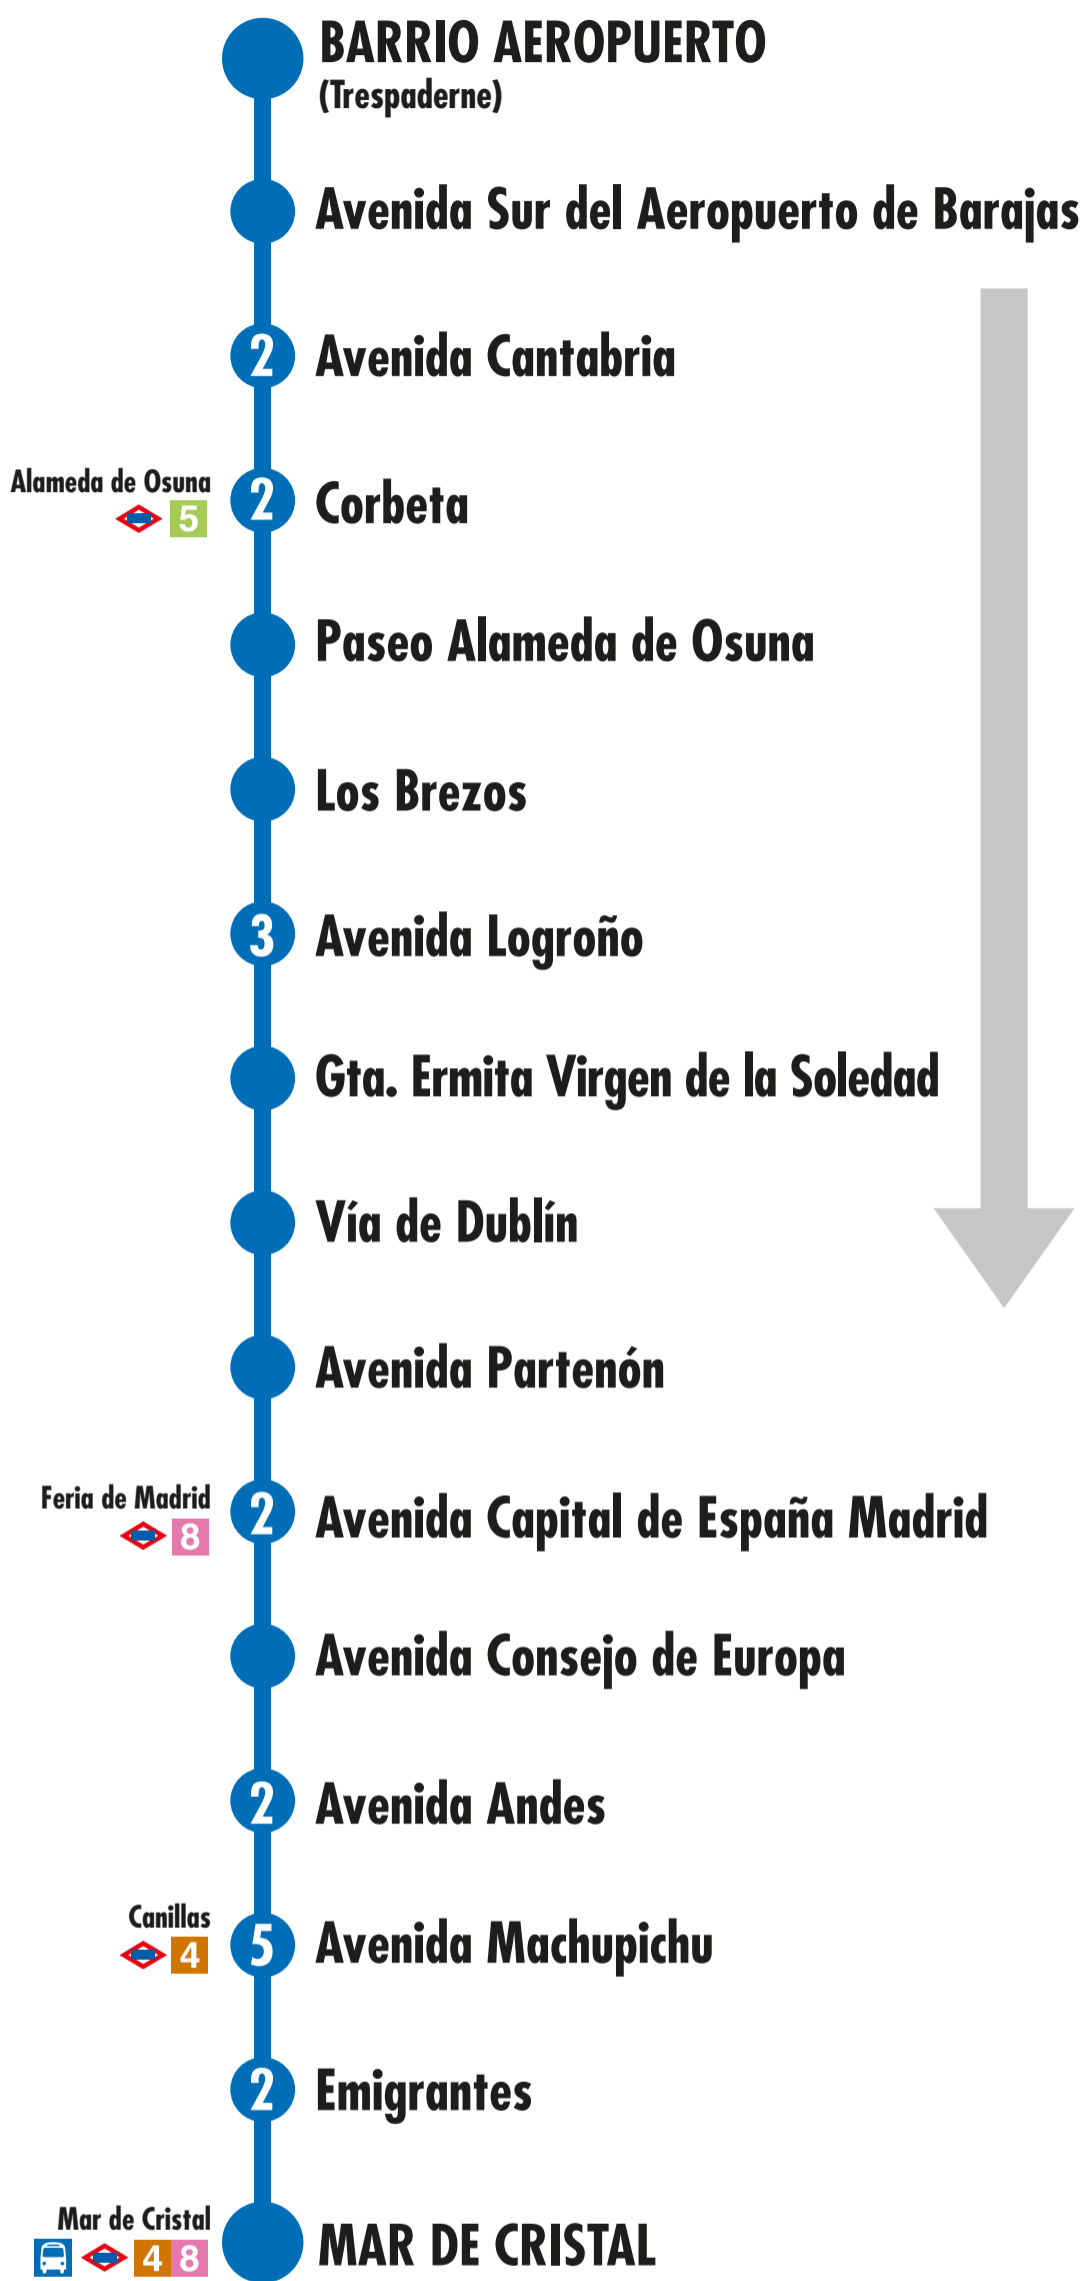 BARRIO AEROPUERTO
(Trespaderne)
Avenida Sur del Aeropuerto de Barajas
2 Avenida Cantabria
Alameda de Osuna
5
2 Corbeta
Paseo Alameda de Osuna
Los Brezos
3 Avenida Logroño
Gta. Ermita Virgen de la Soledad
Vía de Dublín
Avenida Partenón
Feria de Madrid
8
2 Avenida Capital de España Madrid
Avenida Consejo de Europa
2 Avenida Andes
Canillas
4
5 Avenida Machupichu
2 Emigrantes
Mar de Cristal
4 8
MAR DE CRISTAL